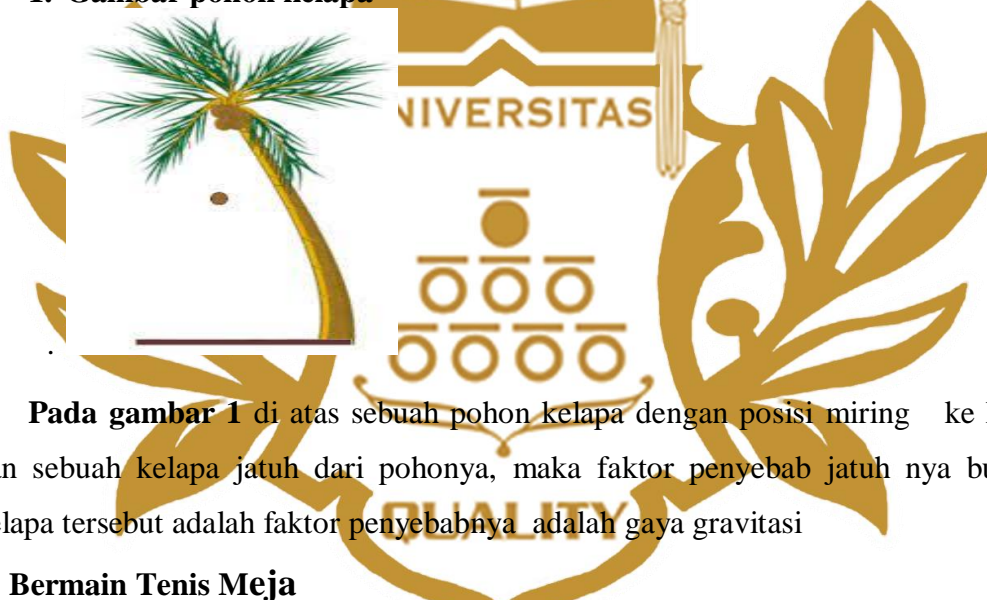 1. Gambar pohon kelapa
NIVERSITAS
.
Pada gambar 1 di atas sebuah pohon kelapa dengan posisi miring ke
sebuah kelapa jatuh dari pohonya, maka faktor penyebab jatuh nya
elapa tersebut adalah faktor penyebabnya adalah gaya gravitasi
QUALITY
Bermain Tenis Meja